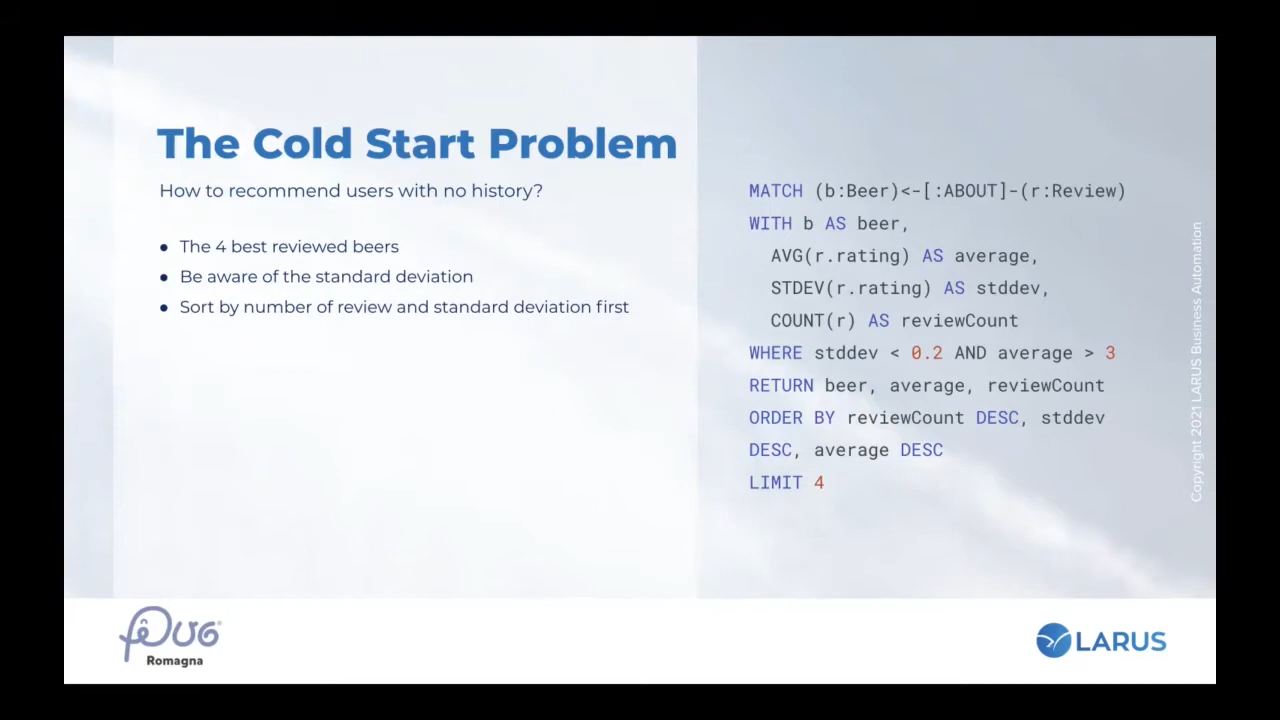 The Cold Start Problem
How to recommend users with no history?
● The 4 best reviewed beers
● Be aware of the standard deviation
● Sort by number of review and standard deviation first
MATCH (b:Beer)<-[:ABOUT]-(r:Review)
WITH b AS beer,
AVG(r.rating) AS average,
STDEV(r.rating) AS stddev,
COUNT(r) AS reviewCount
WHERE stddev < 0.2 AND average > 3
RETURN beer, average, reviewCount
ORDER BY reviewCount DESC, stddev
DESC, average DESC
LIMIT 4
Copyright 2021 LARUS Business Automation
PUG
Romagna
LARUS